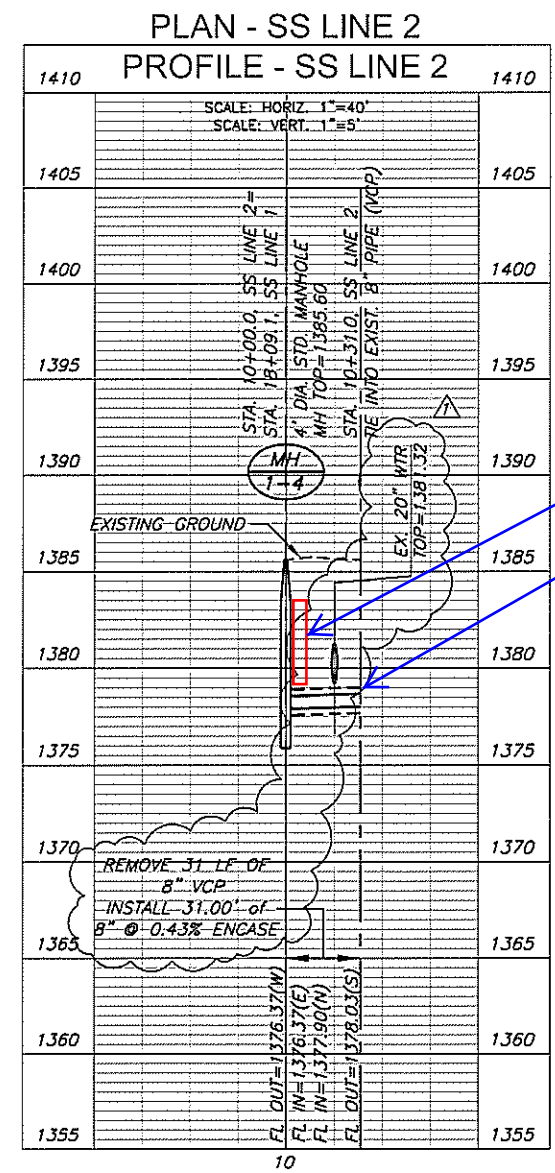 PLAN - SS LINE 2
PROFILE - SS LINE 2
1410
1410
SCALE: HORIZ. 1"=40'
SCALE: VERT. 1"=5'
1405
1405
STA. 10+00.0, SS LINE 2=
STA. 18+09.1, SS LINE 1
4' DIA. STD. MANHOLE
MH TOP=1385.60
STA. 10+31.0, SS LINE 2
TIE INTO EXIST. 8" PIPE (VCP)
1400
1400
1395
1395
1
1390
1390
MH
1-4
EX. 20" WTR
TOP=1381.32
EXISTING GROUND
1385
1385
1380
1380
1375
1375
1370
1370
REMOVE 31 LF OF
8" VCP
INSTALL 31.00' of
8" @ 0.43% ENCASE
1365
1365
FL OUT=1376.37(W)
FL IN=1376.37(E)
FL IN=1377.90(N)
FL OUT=1378.03(S)
1360
1360
1355
1355
10